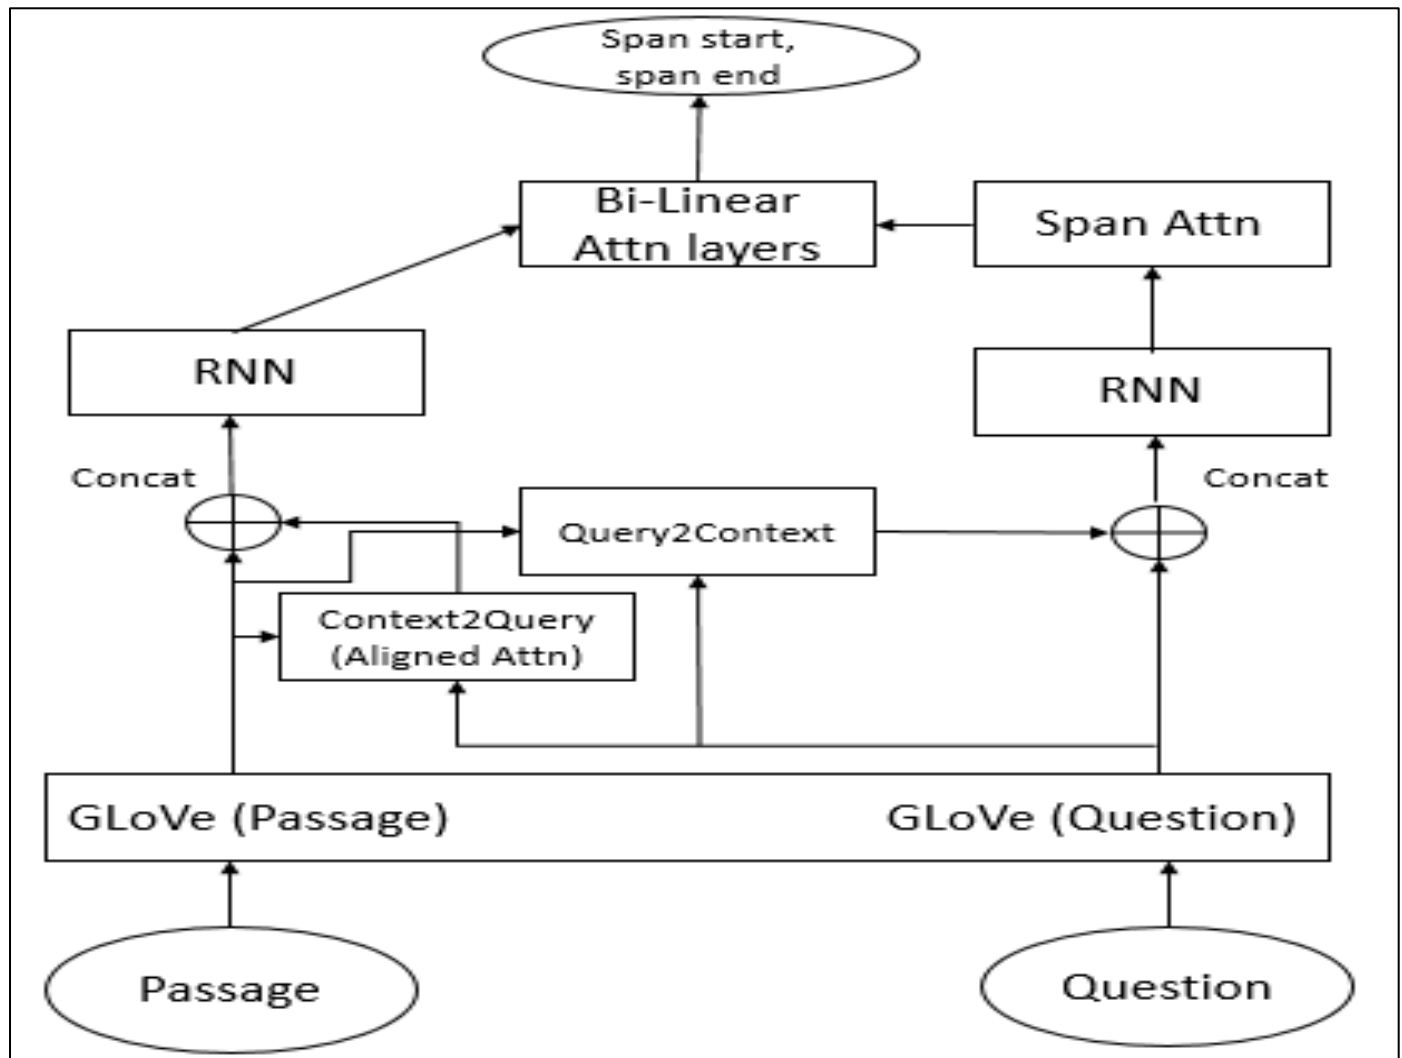 Span start,
span end
Bi-Linear
Attn layers
Span Attn
RNN
RNN
Concat
Concat
Query2Context
Context2Query
(Aligned Attn)
GLoVe (Passage)
GLoVe (Question)
Passage
Question